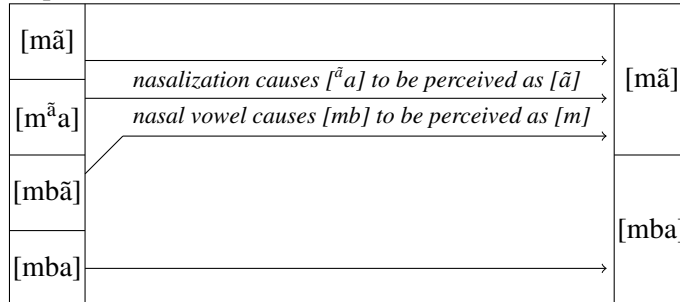 [mã]
[mᵃ̃a]
[mbã]
[mba]
nasalization causes [ᵃ̃a] to be perceived as [ã]
nasal vowel causes [mb] to be perceived as [m]
[mã]
[mba]